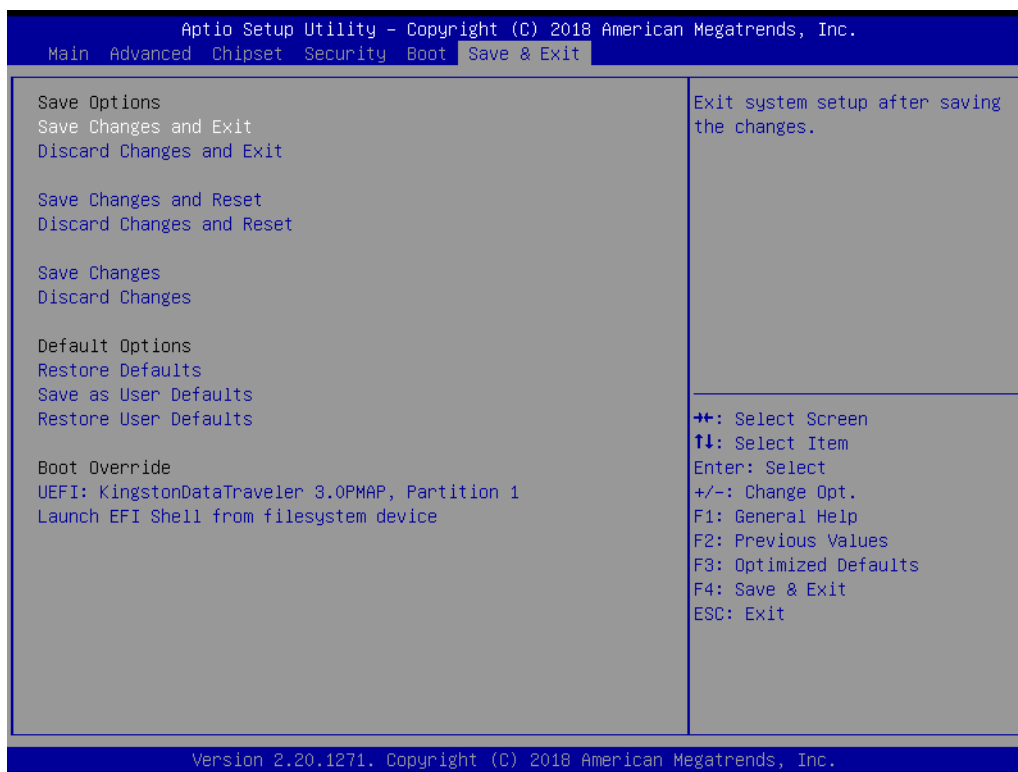 Aptio Setup Utility – Copyright (C) 2018 American Megatrends, Inc.
Main Advanced Chipset Security Boot Save & Exit
Save Options
Save Changes and Exit
Discard Changes and Exit
Save Changes and Reset
Discard Changes and Reset
Save Changes
Discard Changes
Default Options
Restore Defaults
Save as User Defaults
Restore User Defaults
Boot Override
UEFI: KingstonDataTraveler 3.0PMAP, Partition 1
Launch EFI Shell from filesystem device
Exit system setup after saving
the changes.
→←: Select Screen
↑↓: Select Item
Enter: Select
+/-: Change Opt.
F1: General Help
F2: Previous Values
F3: Optimized Defaults
F4: Save & Exit
ESC: Exit
Version 2.20.1271. Copyright (C) 2018 American Megatrends, Inc.